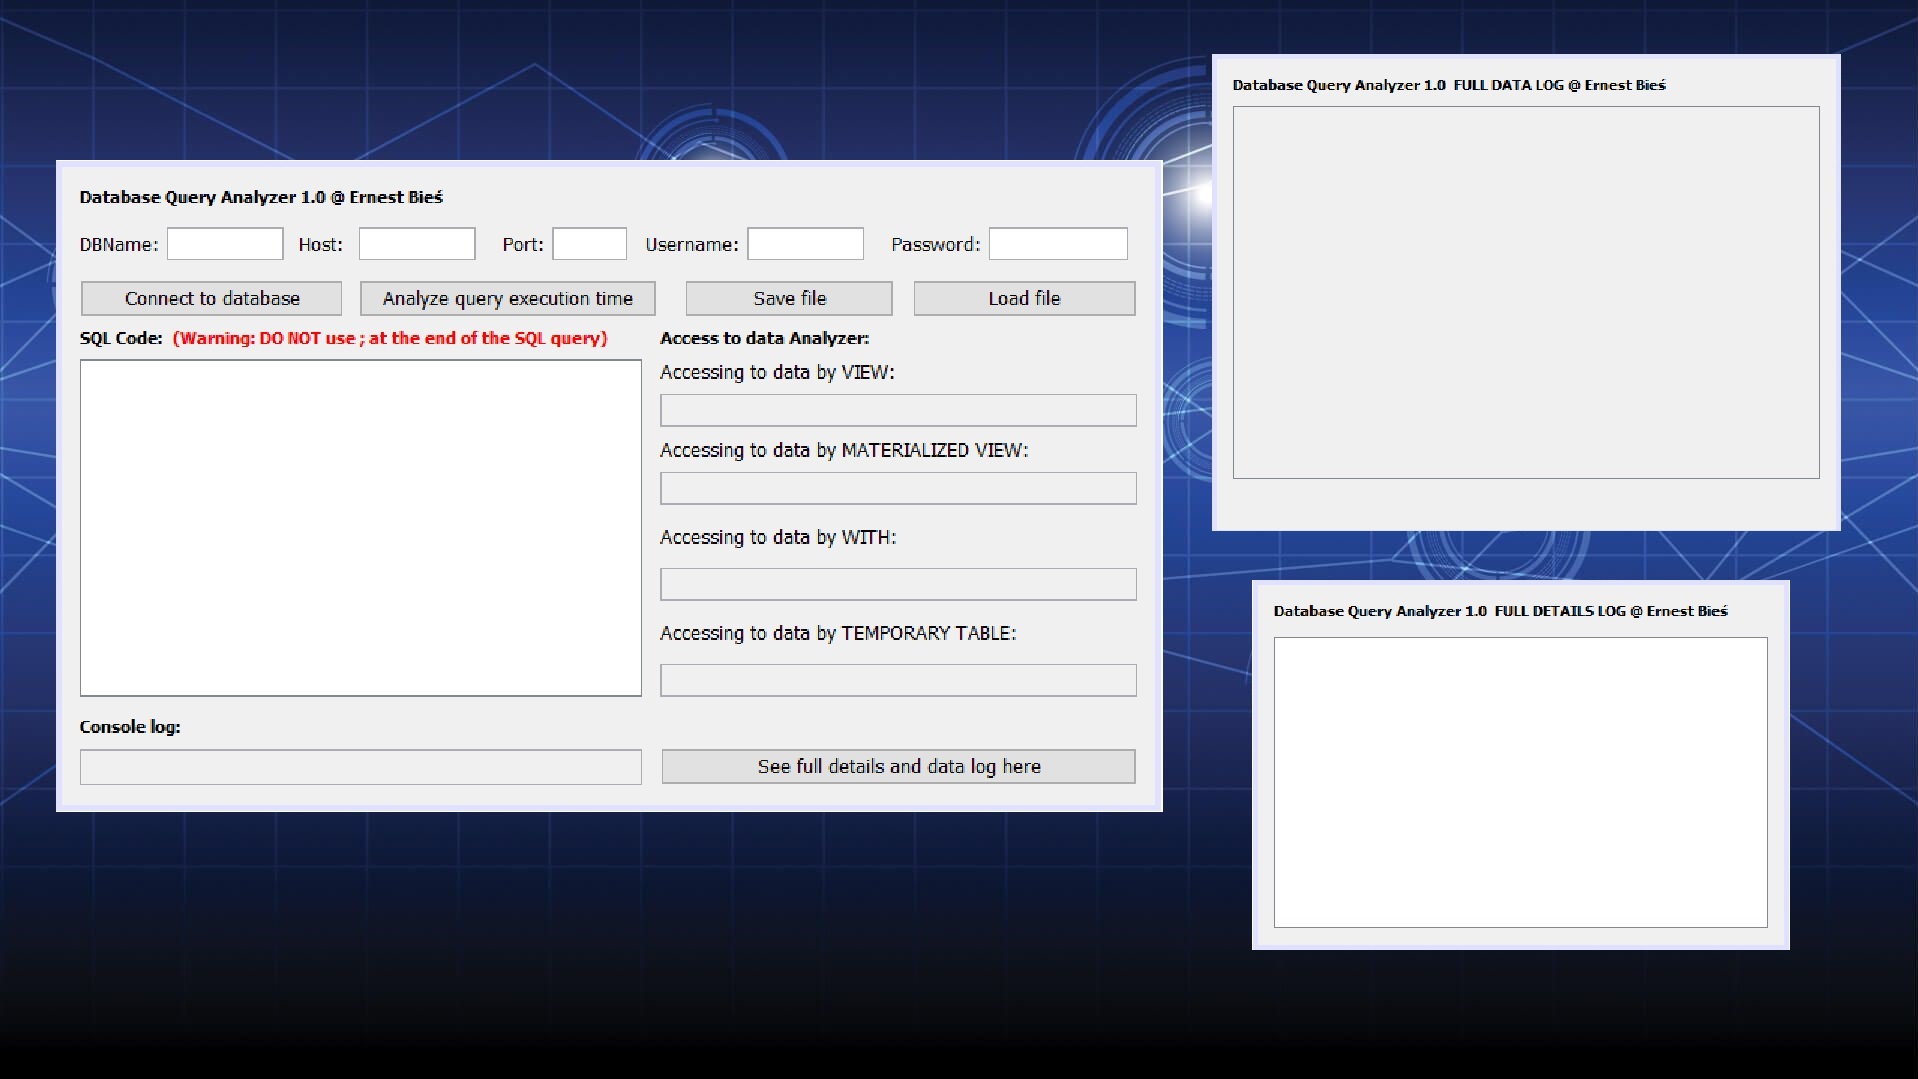 Database Query Analyzer 1.0 @ Ernest Bieś
DBName: Host: Port: Username: Password:
Connect to database Analyze query execution time Save file Load file
SQL Code: (Warning: DO NOT use ; at the end of the SQL query) Access to data Analyzer:
Accessing to data by VIEW:
Accessing to data by MATERIALIZED VIEW:
Accessing to data by WITH:
Accessing to data by TEMPORARY TABLE:
Console log:
See full details and data log here
Database Query Analyzer 1.0 FULL DATA LOG @ Ernest Bieś
Database Query Analyzer 1.0 FULL DETAILS LOG @ Ernest Bieś